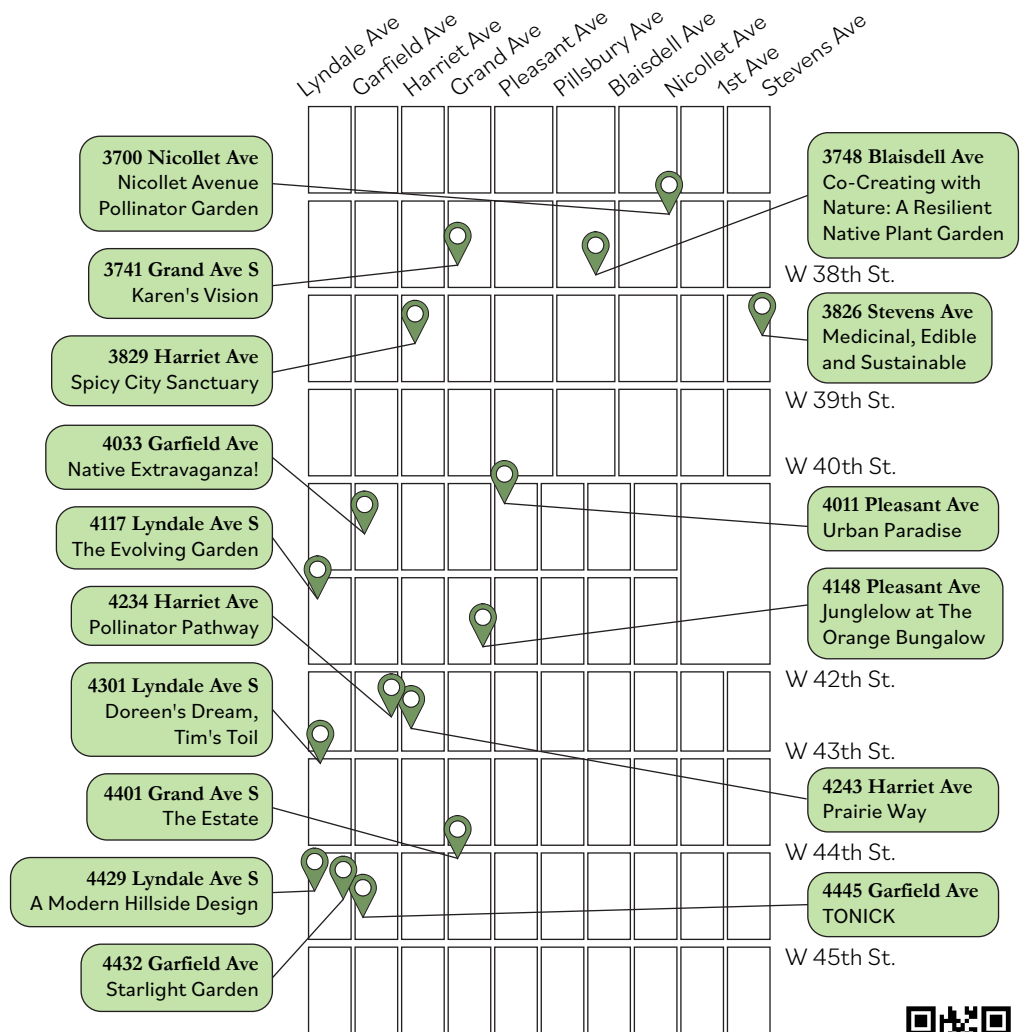 Lyndale Ave
Garfield Ave
Harriet Ave
Grand Ave
Pleasant Ave
Pillsbury Ave
Blaisdell Ave
Nicollet Ave
1st Ave
Stevens Ave
3700 Nicollet Ave
Nicollet Avenue
Pollinator Garden
3741 Grand Ave S
Karen's Vision
3829 Harriet Ave
Spicy City Sanctuary
4033 Garfield Ave
Native Extravaganza!
4117 Lyndale Ave S
The Evolving Garden
4234 Harriet Ave
Pollinator Pathway
4301 Lyndale Ave S
Doreen's Dream,
Tim's Toil
4401 Grand Ave S
The Estate
4429 Lyndale Ave S
A Modern Hillside Design
4432 Garfield Ave
Starlight Garden
3748 Blaisdell Ave
Co-Creating with
Nature: A Resilient
Native Plant Garden
W 38th St.
3826 Stevens Ave
Medicinal, Edible
and Sustainable
W 39th St.
W 40th St.
4011 Pleasant Ave
Urban Paradise
4148 Pleasant Ave
Junglelow at The
Orange Bungalow
W 42th St.
W 43th St.
4243 Harriet Ave
Prairie Way
W 44th St.
4445 Garfield Ave
TONICK
W 45th St.